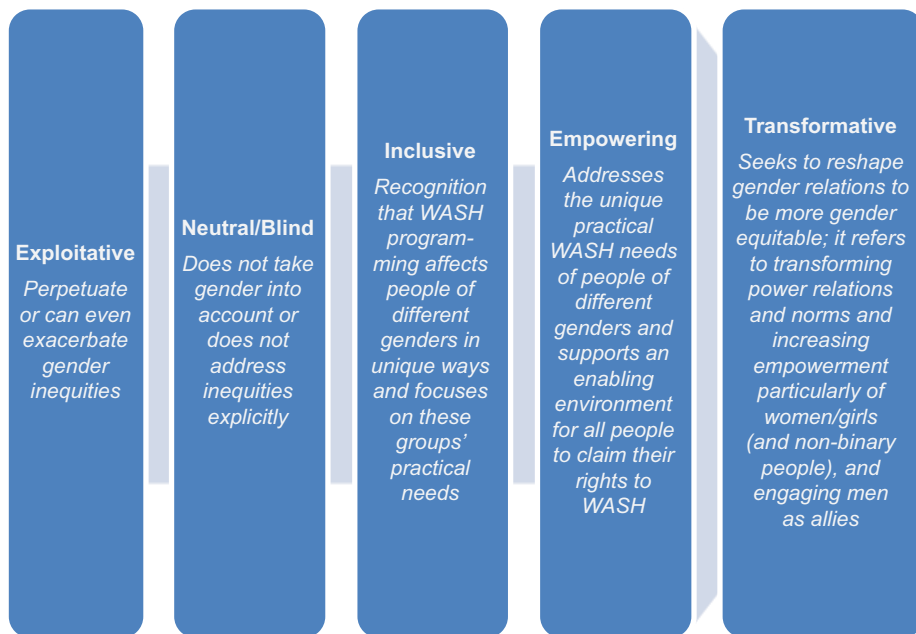 Exploitative
Perpetuate
or can even
exacerbate
gender
inequities
Neutral/Blind
Does not take
gender into
account or
does not
address
inequities
explicitly
Inclusive
Recognition
that WASH
program-
ming affects
people of
different
genders in
unique ways
and focuses
on these
groups’
practical
needs
Empowering
Addresses
the unique
practical
WASH needs
of people of
different
genders and
supports an
enabling
environment
for all people
to claim their
rights to
WASH
Transformative
Seeks to reshape
gender relations to
be more gender
equitable; it refers
to transforming
power relations
and norms and
increasing
empowerment
particularly of
women/girls
(and non-binary
people), and
engaging men
as allies